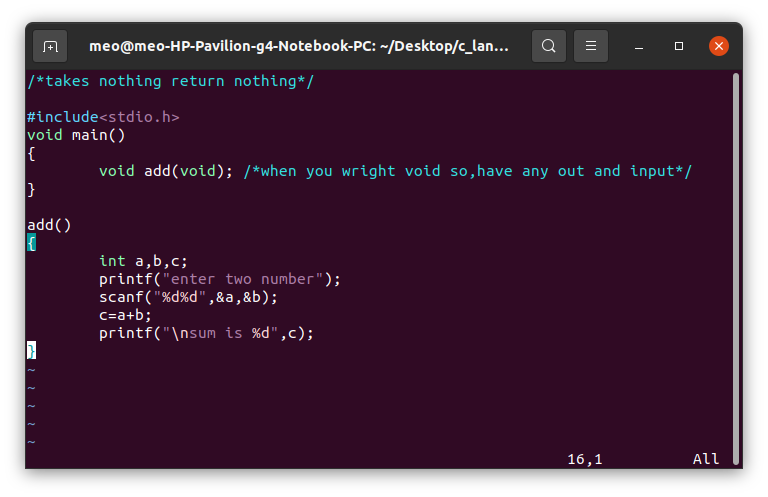 meo@meo-HP-Pavilion-g4-Notebook-PC: ~/Desktop/c_lan...
/*takes nothing return nothing*/
#include<stdio.h>
void main()
{
        void add(void); /*when you wright void so,have any out and input*/
}
add()
{
        int a,b,c;
        printf("enter two number");
        scanf("%d%d",&a,&b);
        c=a+b;
        printf("\nsum is %d",c);
}
~
~
~
~
~
16,1 All